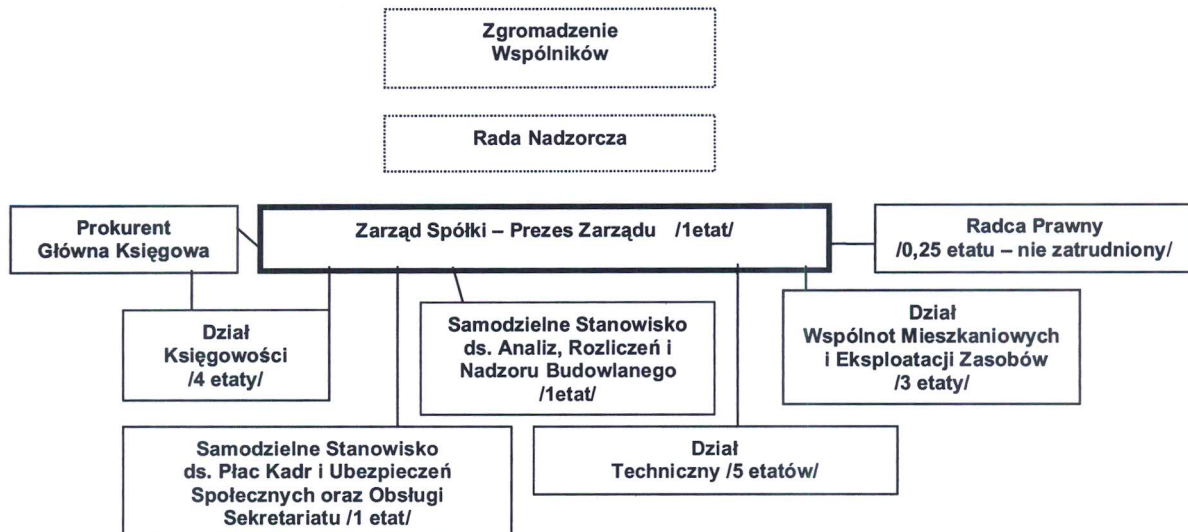 Zgromadzenie
Wspólników
Rada Nadzorcza
Prokurent
Główna Księgowa
Zarząd Spółki – Prezes Zarządu /1etat/
Radca Prawny
/0,25 etatu – nie zatrudniony/
Dział
Księgowości
/4 etaty/
Samodzielne Stanowisko
ds. Analiz, Rozliczeń i
Nadzoru Budowlanego
/1etat/
Dział
Wspólnot Mieszkaniowych
i Eksploatacji Zasobów
/3 etaty/
Samodzielne Stanowisko
ds. Płac Kadr i Ubezpieczeń
Społecznych oraz Obsługi
Sekretariatu /1 etat/
Dział
Techniczny /5 etatów/